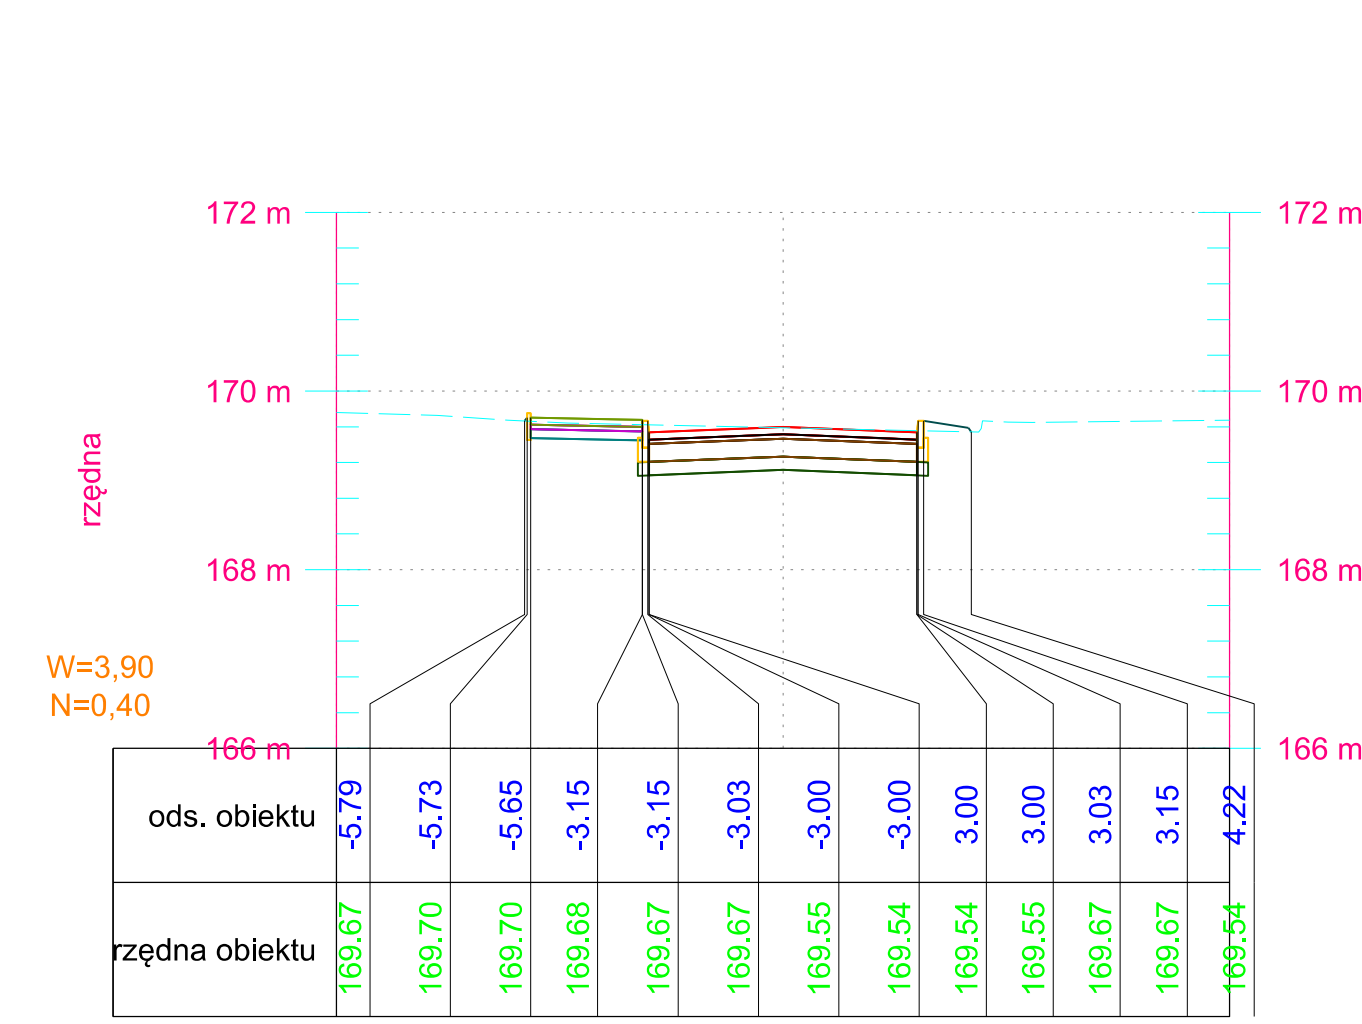 172 m
172 m
170 m
170 m
rzędna
168 m
168 m
W=3,90
N=0,40
166 m
166 m
ods. obiektu -5.79 -5.73 -5.65 -3.15 -3.15 -3.03 -3.00 -3.00 3.00 3.00 3.03 3.15 4.22
rzędna obiektu 169.67 169.70 169.70 169.68 169.67 169.67 169.55 169.54 169.54 169.55 169.67 169.67 169.54